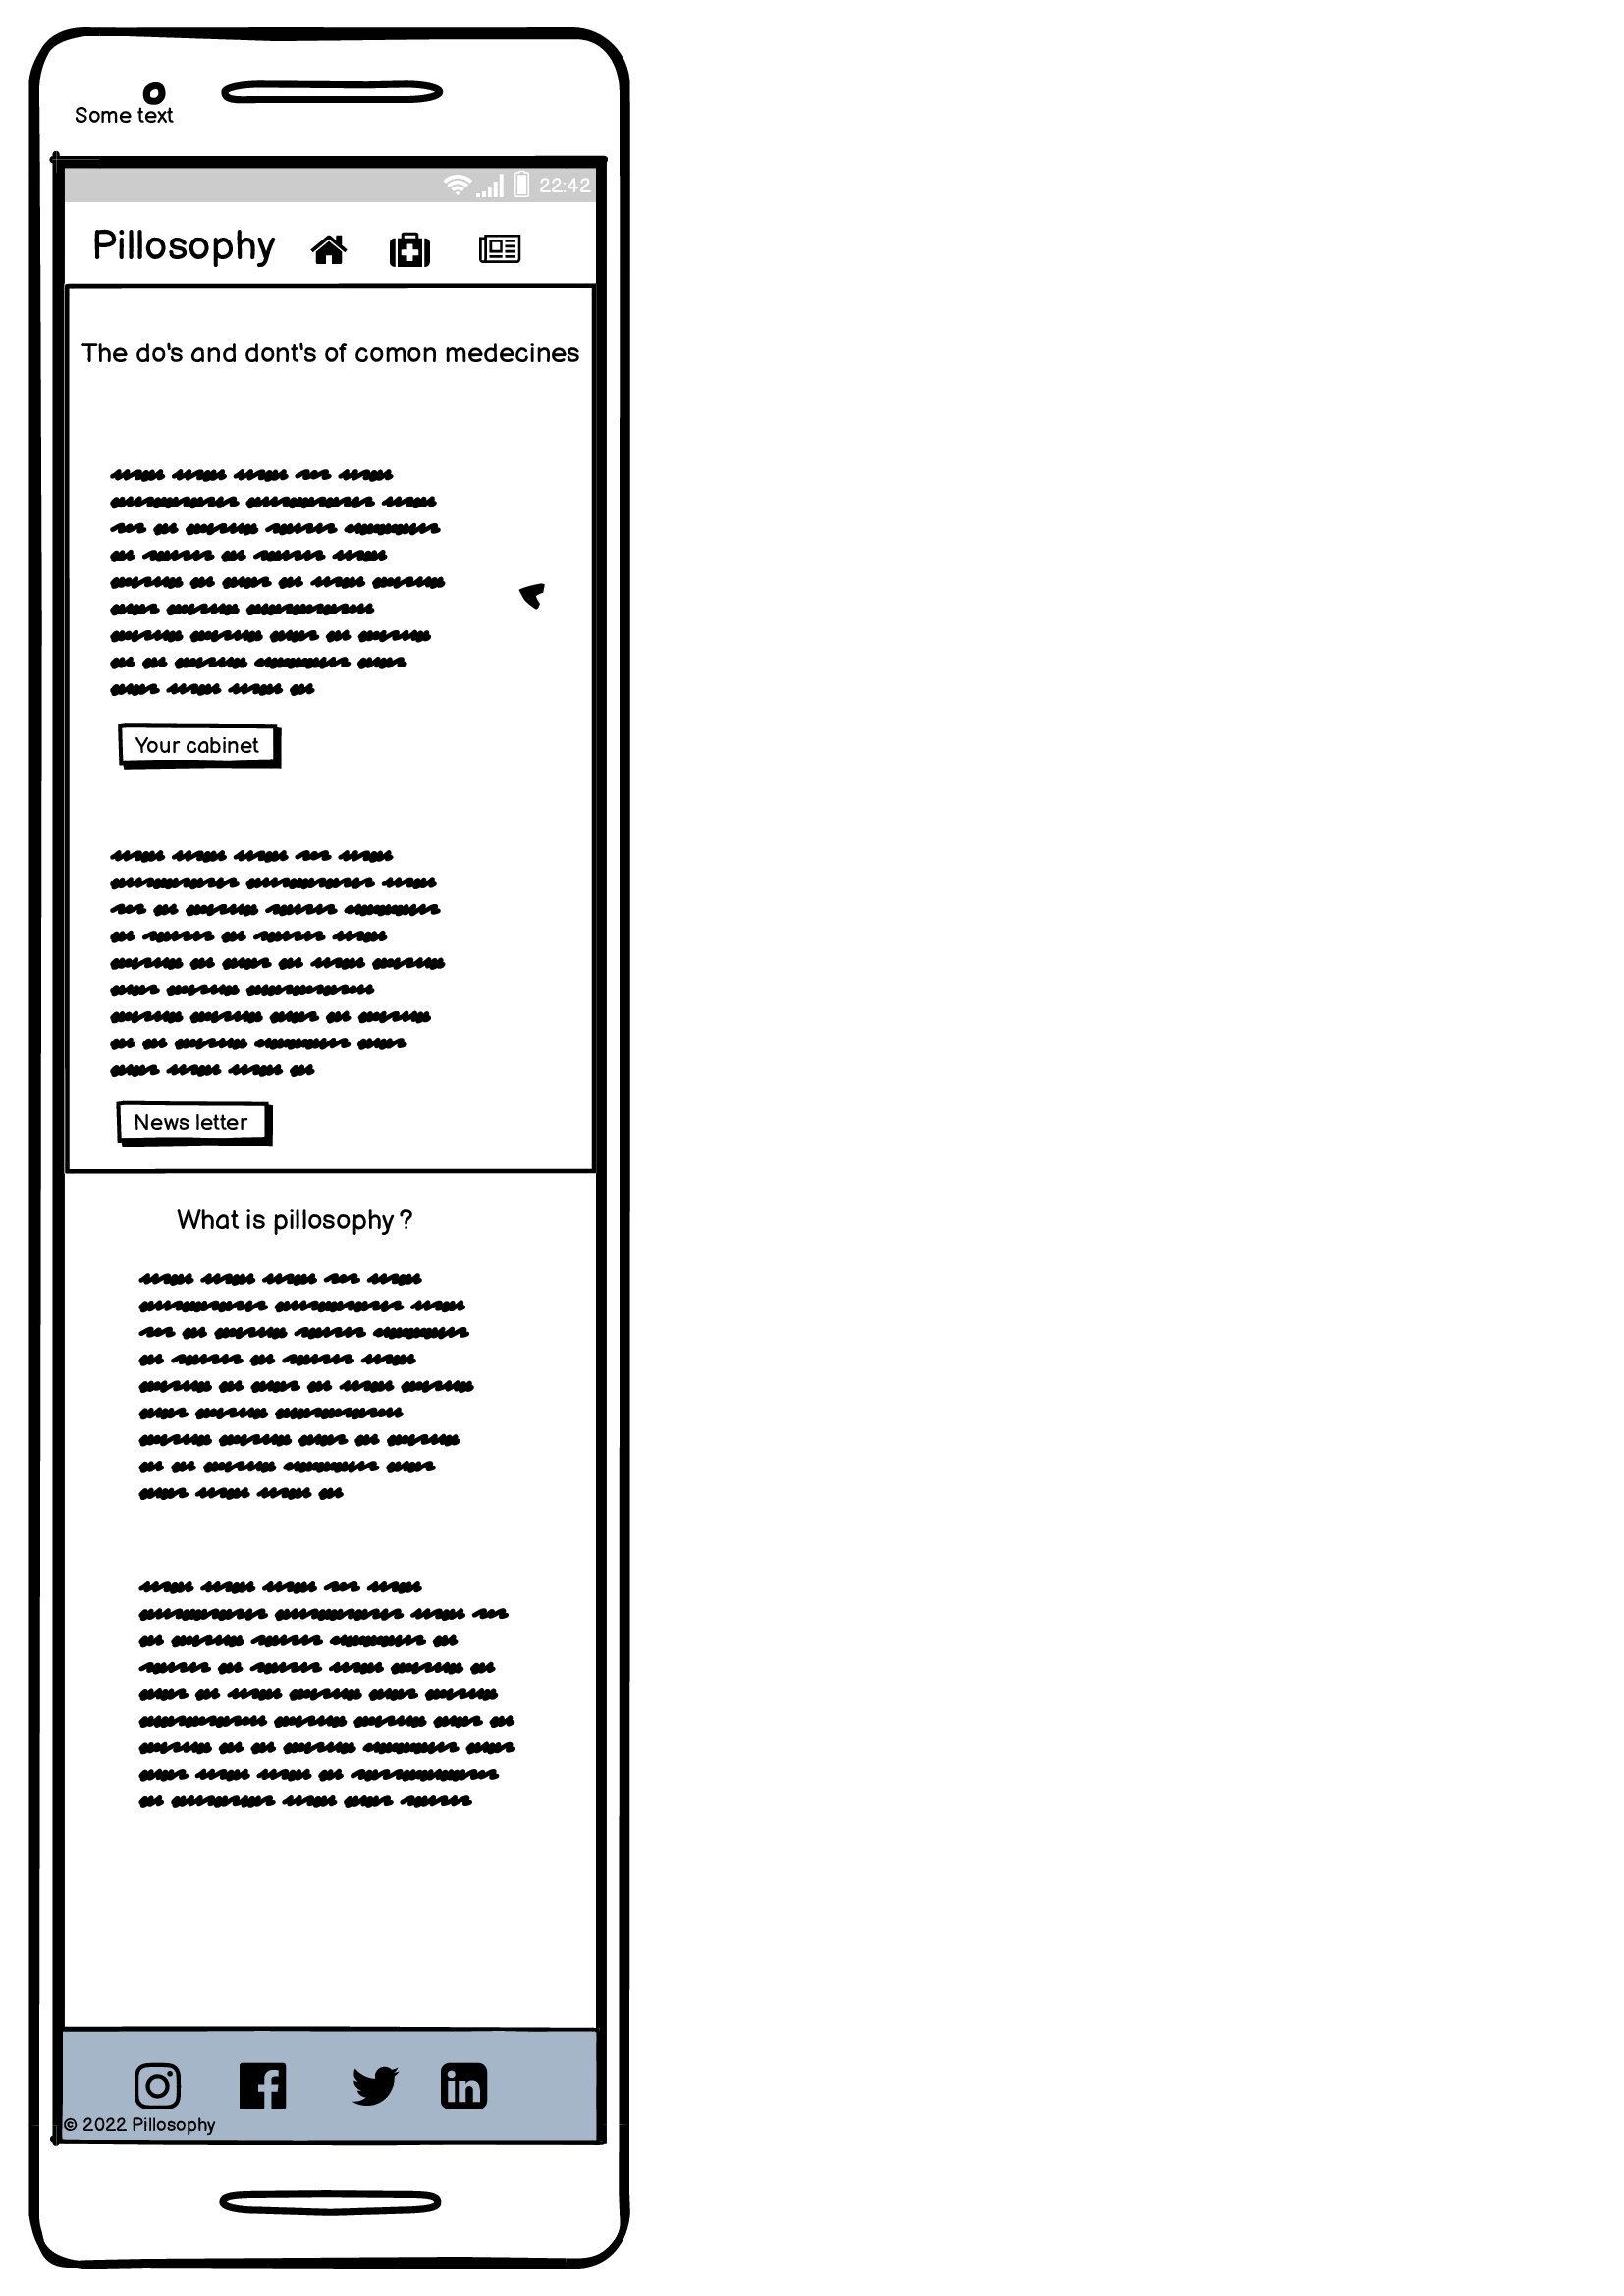 Some text
22:42
Pillosophy
The do's and dont's of comon medecines
Your cabinet
News letter
What is pillosophy ?
© 2022 Pillosophy